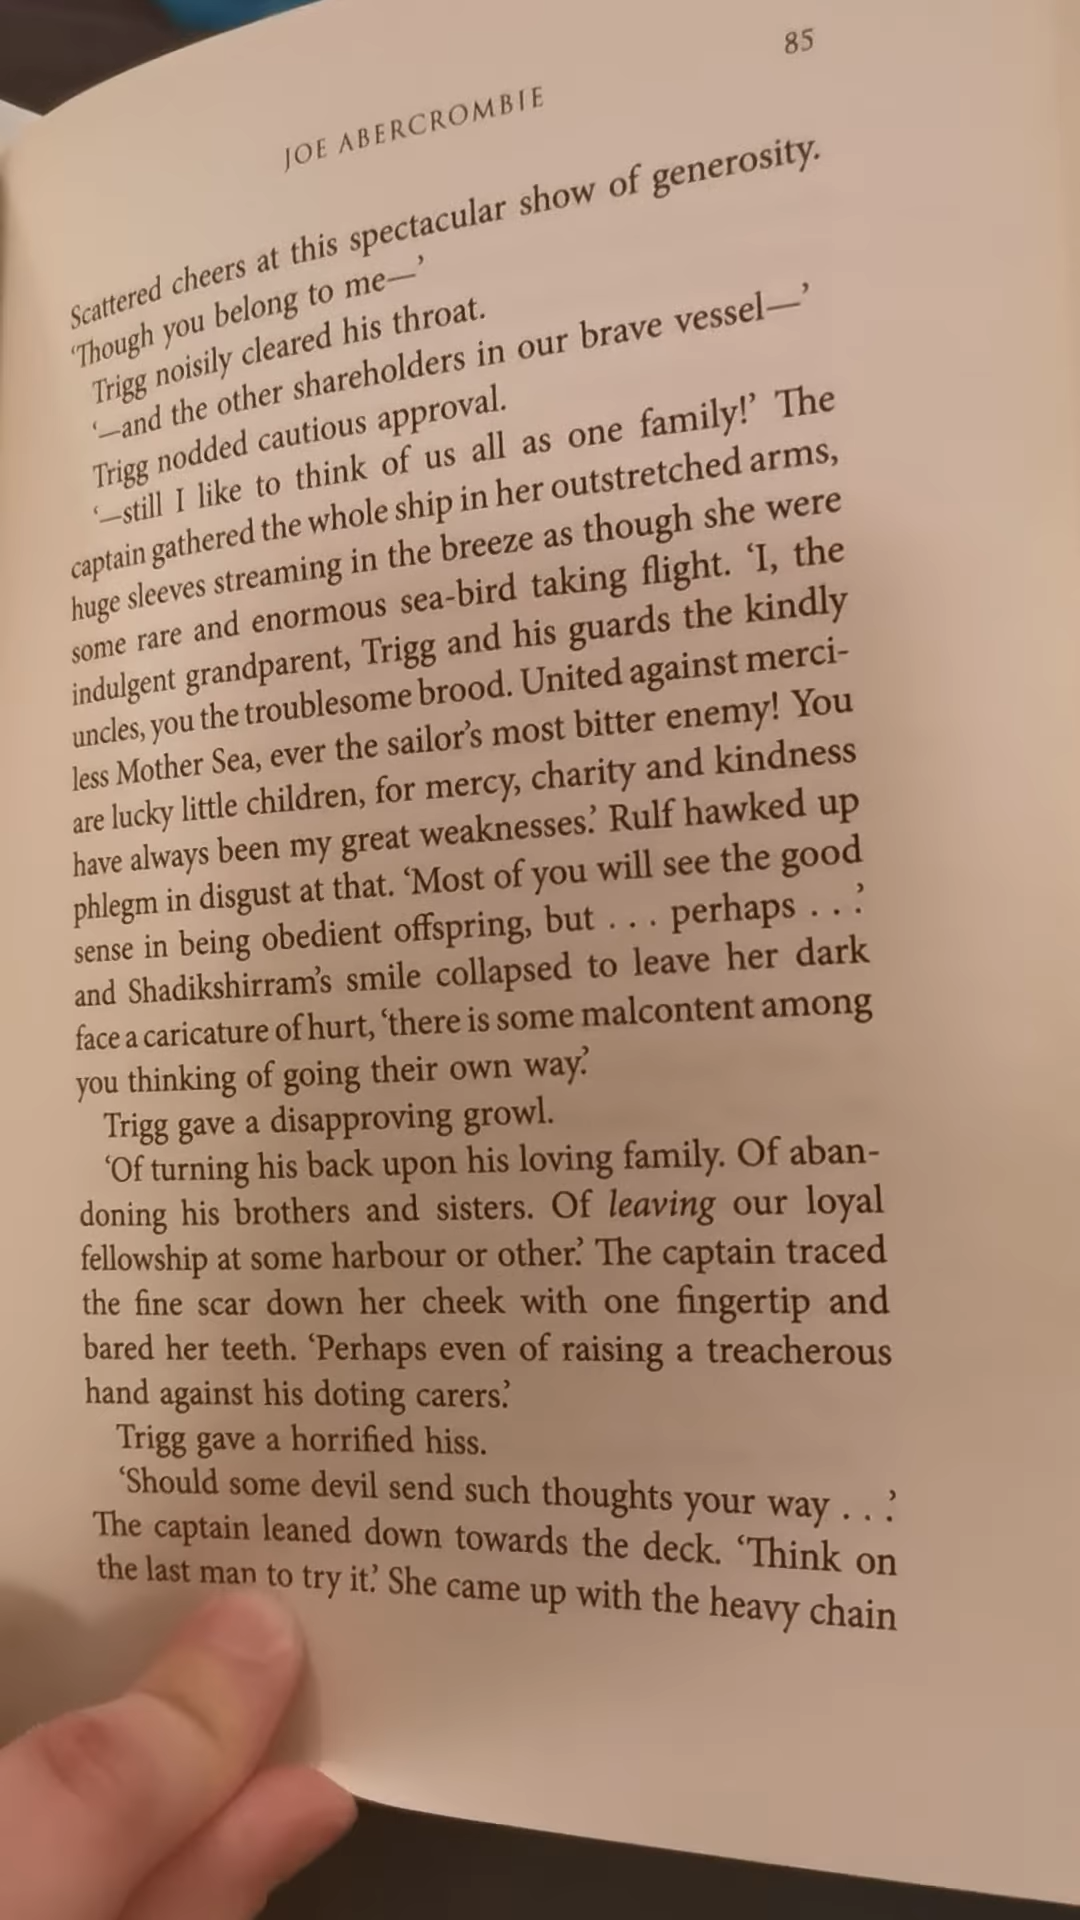 85
JOE ABERCROMBIE
Scattered cheers at this spectacular show of generosity.
‘Though you belong to me—’
Trigg noisily cleared his throat.
‘—and the other shareholders in our brave vessel—’
Trigg nodded cautious approval.
‘—still I like to think of us all as one family!’ The
captain gathered the whole ship in her outstretched arms,
huge sleeves streaming in the breeze as though she were
some rare and enormous sea-bird taking flight. ‘I, the
indulgent grandparent, Trigg and his guards the kindly
uncles, you the troublesome brood. United against merci-
less Mother Sea, ever the sailor’s most bitter enemy! You
are lucky little children, for mercy, charity and kindness
have always been my great weaknesses.’ Rulf hawked up
phlegm in disgust at that. ‘Most of you will see the good
sense in being obedient offspring, but . . . perhaps . . .’
and Shadikshirram’s smile collapsed to leave her dark
face a caricature of hurt, ‘there is some malcontent among
you thinking of going their own way.’
Trigg gave a disapproving growl.
‘Of turning his back upon his loving family. Of aban-
doning his brothers and sisters. Of leaving our loyal
fellowship at some harbour or other.’ The captain traced
the fine scar down her cheek with one fingertip and
bared her teeth. ‘Perhaps even of raising a treacherous
hand against his doting carers.’
Trigg gave a horrified hiss.
‘Should some devil send such thoughts your way . . .’
The captain leaned down towards the deck. ‘Think on
the last man to try it.’ She came up with the heavy chain